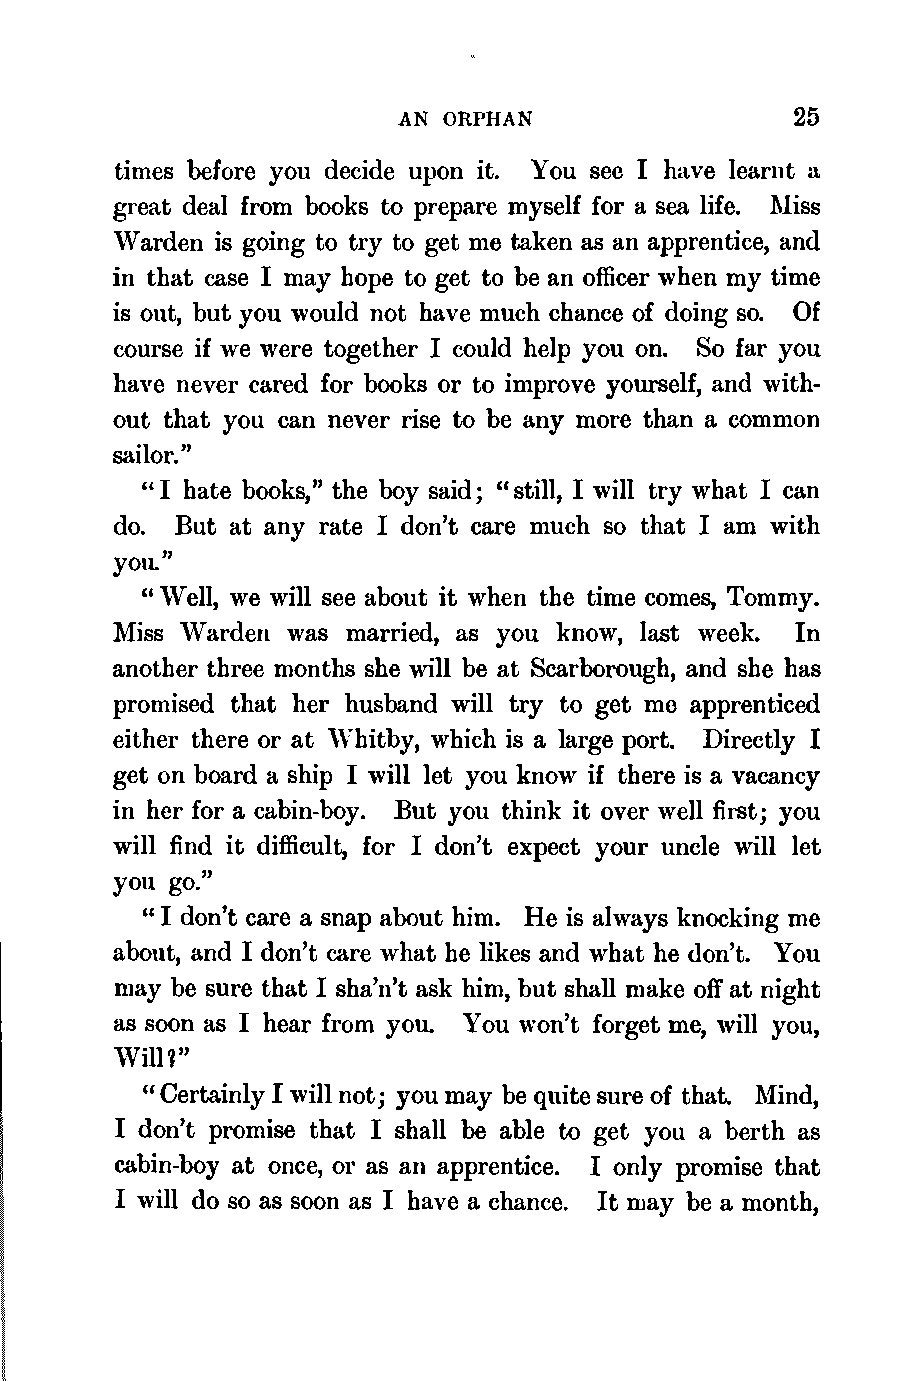 AN ORPHAN 25
times before you decide upon it. You see I have learnt a
great deal from books to prepare myself for a sea life. Miss
Warden is going to try to get me taken as an apprentice, and
in that case I may hope to get to be an officer when my time
is out, but you would not have much chance of doing so. Of
course if we were together I could help you on. So far you
have never cared for books or to improve yourself, and with-
out that you can never rise to be any more than a common
sailor."
"I hate books," the boy said; "still, I will try what I can
do. But at any rate I don't care much so that I am with
you."
"Well, we will see about it when the time comes, Tommy.
Miss Warden was married, as you know, last week. In
another three months she will be at Scarborough, and she has
promised that her husband will try to get me apprenticed
either there or at Whitby, which is a large port. Directly I
get on board a ship I will let you know if there is a vacancy
in her for a cabin-boy. But you think it over well first; you
will find it difficult, for I don't expect your uncle will let
you go."
"I don't care a snap about him. He is always knocking me
about, and I don't care what he likes and what he don't. You
may be sure that I sha'n't ask him, but shall make off at night
as soon as I hear from you. You won't forget me, will you,
Will?"
"Certainly I will not; you may be quite sure of that. Mind,
I don't promise that I shall be able to get you a berth as
cabin-boy at once, or as an apprentice. I only promise that
I will do so as soon as I have a chance. It may be a month,